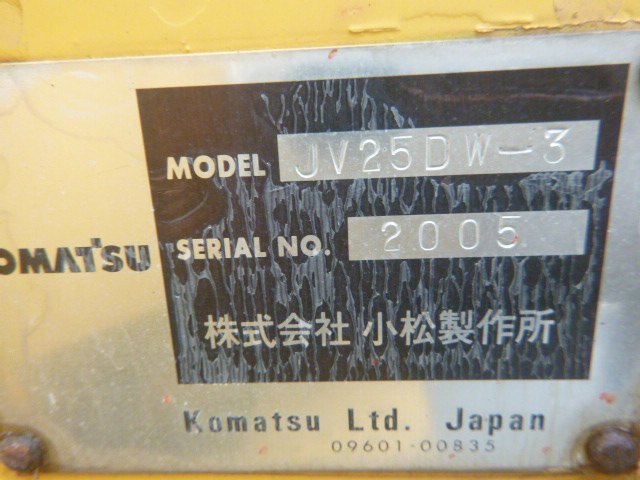 MODEL JV25DW-3
KOMATSU SERIAL NO. 2005
株式会社 小松製作所
Komatsu Ltd. Japan
09601-00835